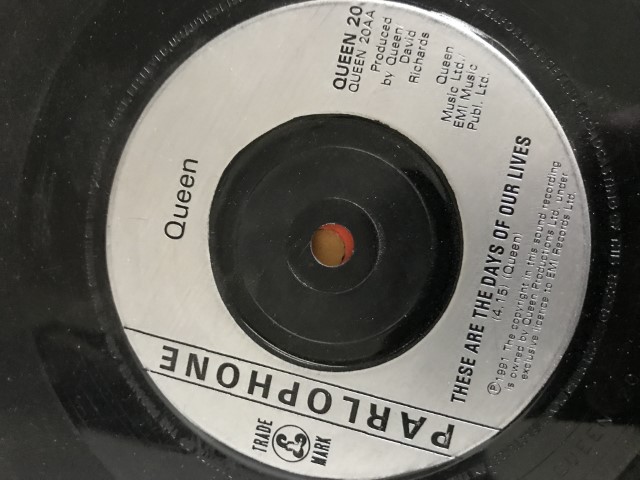 PARLOPHONE
TRADE MARK
£
Queen
QUEEN 20
QUEEN 20AA
Produced
by Queen
David
Richards
Queen
Music Ltd./
EMI Music
Publ. Ltd.
THESE ARE THE DAYS OF OUR LIVES
(4.15) (Queen)
℗ 1991 The copyright in this sound recording
is owned by Queen Productions Ltd. under
exclusive licence to EMI Records Ltd.